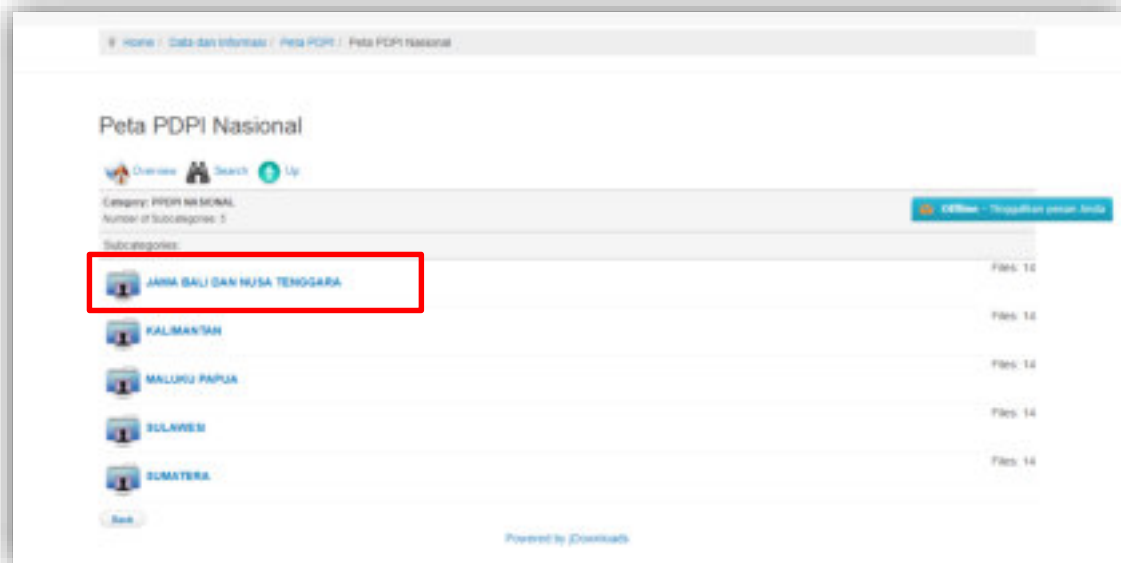 Home / Data dan Informasi / Peta PDPI / Peta PDPI Nasional
Peta PDPI Nasional
Overview Search Up
Category: PPDPI NASIONAL
Number of Subcategories: 5
Offline - Tinggalkan pesan Anda
Subcategories:
JAWA BALI DAN NUSA TENGGARA
Files: 14
KALIMANTAN
Files: 14
MALUKU PAPUA
Files: 14
SULAWESI
Files: 14
SUMATERA
Files: 14
Back
Powered by jDownloads